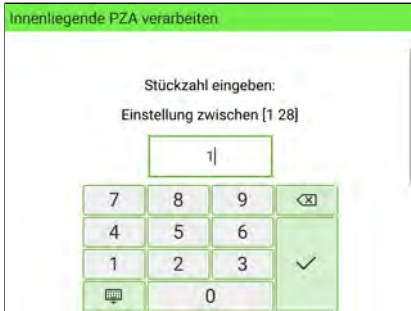 Innenliegende PZA verarbeiten
Stückzahl eingeben:
Einstellung zwischen [1 28]
1
7 8 9
4 5 6
1 2 3
0